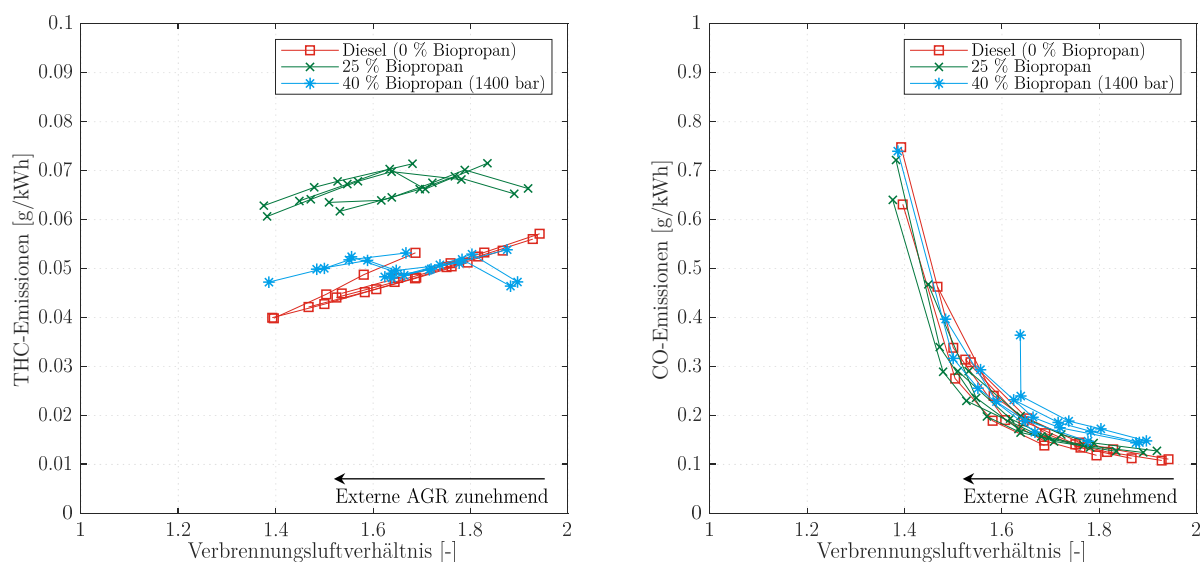 0.1
0.09
0.08
0.07
0.06
0.05
0.04
0.03
0.02
0.01
0
THC-Emissionen [g/kWh]
Diesel (0 % Biopropan)
25 % Biopropan
40 % Biopropan (1400 bar)
Externe AGR zunehmend
1 1.2 1.4 1.6 1.8 2
Verbrennungsluftverhältnis [-]
1
0.9
0.8
0.7
0.6
0.5
0.4
0.3
0.2
0.1
0
CO-Emissionen [g/kWh]
Diesel (0 % Biopropan)
25 % Biopropan
40 % Biopropan (1400 bar)
Externe AGR zunehmend
1 1.2 1.4 1.6 1.8 2
Verbrennungsluftverhältnis [-]